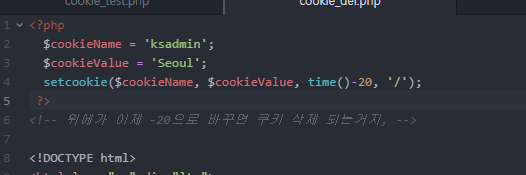 cookie_test.php cookie_del.php
1 <?php
2 $cookieName = 'ksadmin';
3 $cookieValue = 'Seoul';
4 setcookie($cookieName, $cookieValue, time()-20, '/');
5 ?>
6 <!-- 위에가 이제 -20으로 바꾸면 쿠키 삭제 되는거지, -->
7
8 <!DOCTYPE html>